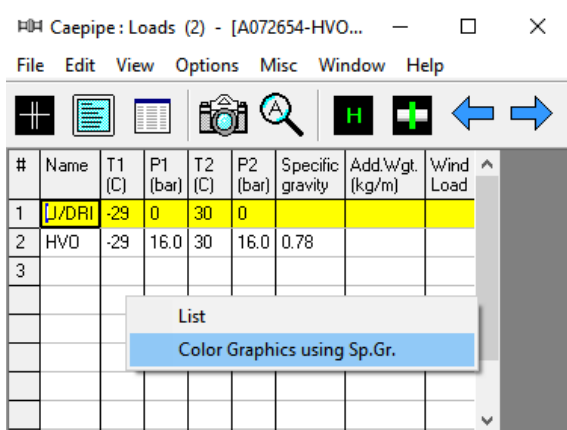 Caepipe : Loads (2) - [A072654-HVO...
File Edit View Options Misc Window Help
H
# Name T1 (C) P1 (bar) T2 (C) P2 (bar) Specific gravity Add.Wgt. (kg/m) Wind Load
1 J/DRI -29 0 30 0
2 HVO -29 16.0 30 16.0 0.78
3
List
Color Graphics using Sp.Gr.